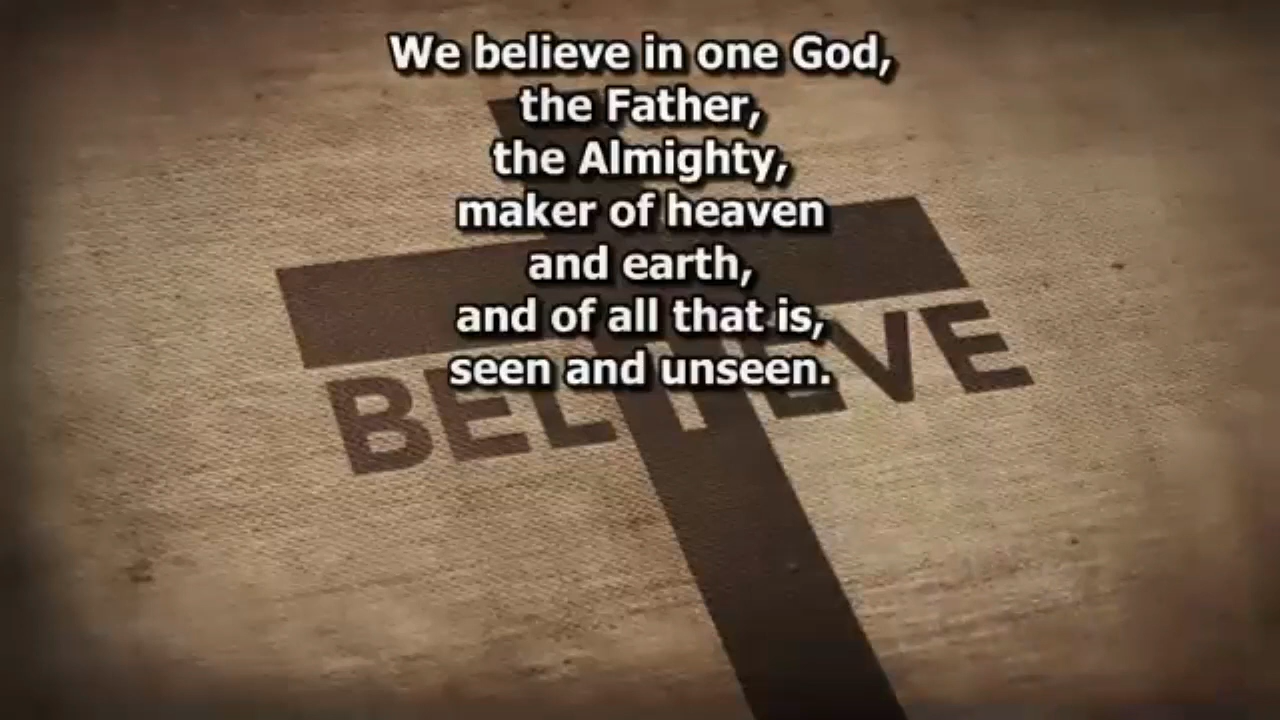 We believe in one God,
the Father,
the Almighty,
maker of heaven
and earth,
and of all that is,
seen and unseen.
BELIEVE